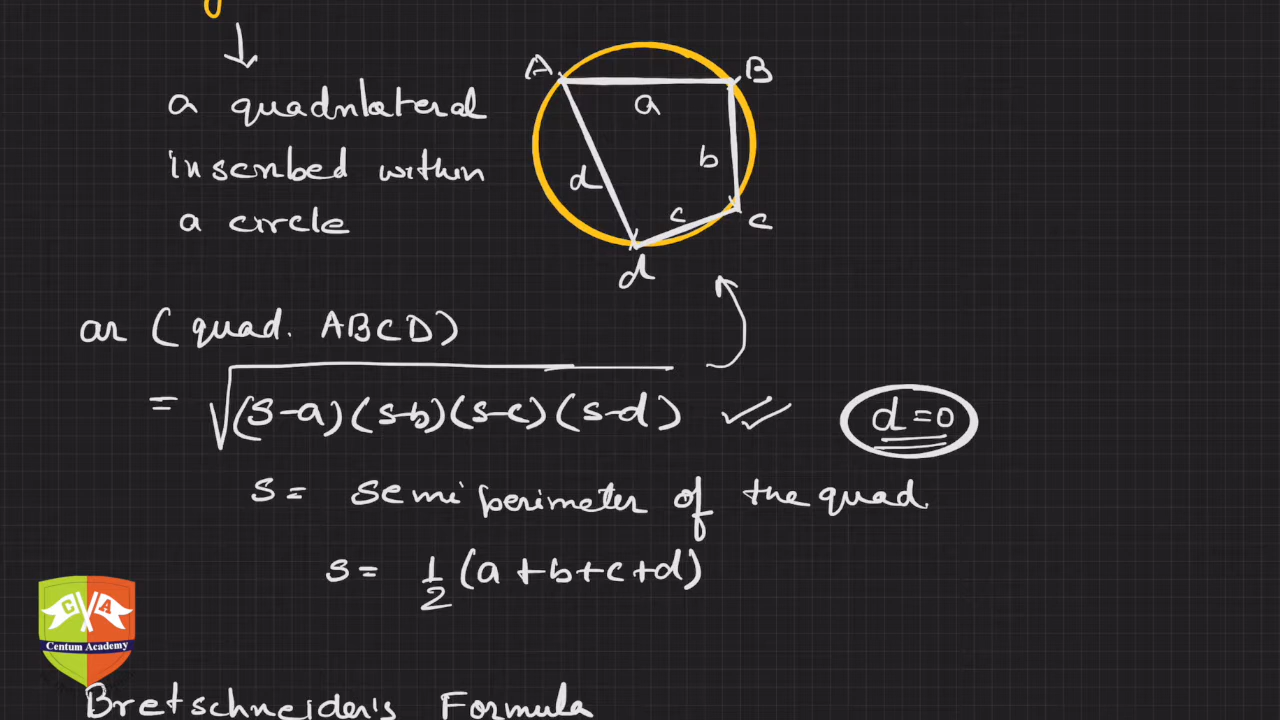 a quadrilateral
inscribed within
a circle
A
B
a
b
d
c
C
d
ar (quad. ABCD)
= √(s-a)(s-b)(s-c)(s-d)
d=0
s= semi perimeter of the quad.
s= 1/2 (a+b+c+d)
C A
Centum Academy
Bretschneider's Formula